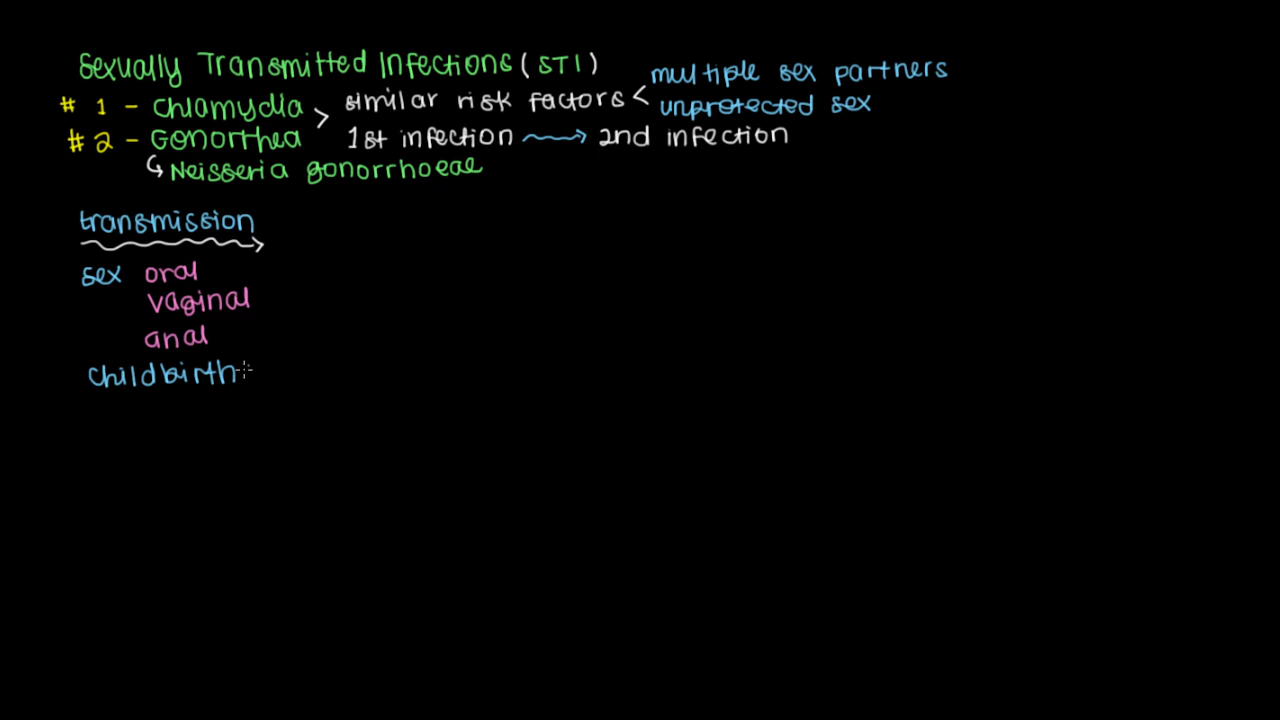 Sexually Transmitted Infections (STI)
# 1 - Chlamydia > similar risk factors < multiple sex partners
unprotected sex
# 2 - Gonorrhea 1st infection → 2nd infection
↳ Neisseria gonorrhoeae
transmission
sex oral
vaginal
anal
childbirth